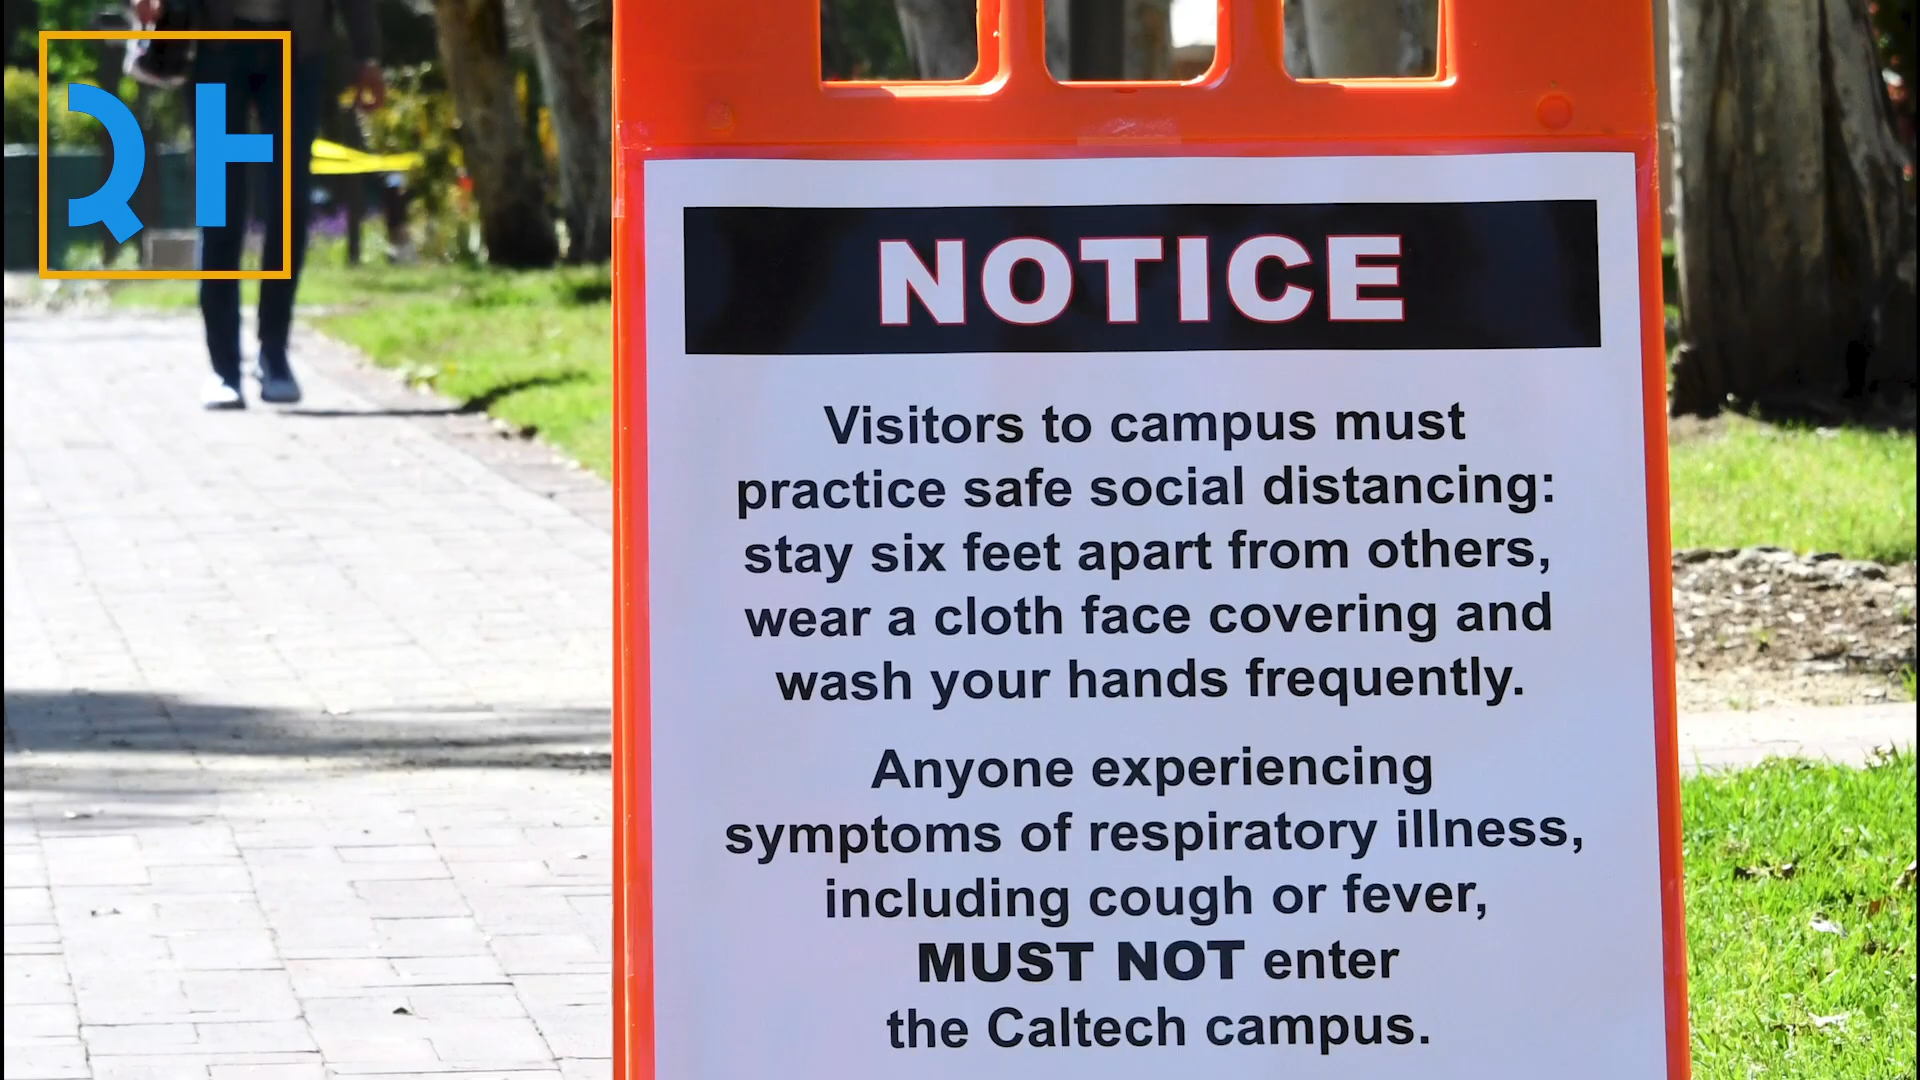 QH
NOTICE
Visitors to campus must
practice safe social distancing:
stay six feet apart from others,
wear a cloth face covering and
wash your hands frequently.
Anyone experiencing
symptoms of respiratory illness,
including cough or fever,
MUST NOT enter
the Caltech campus.